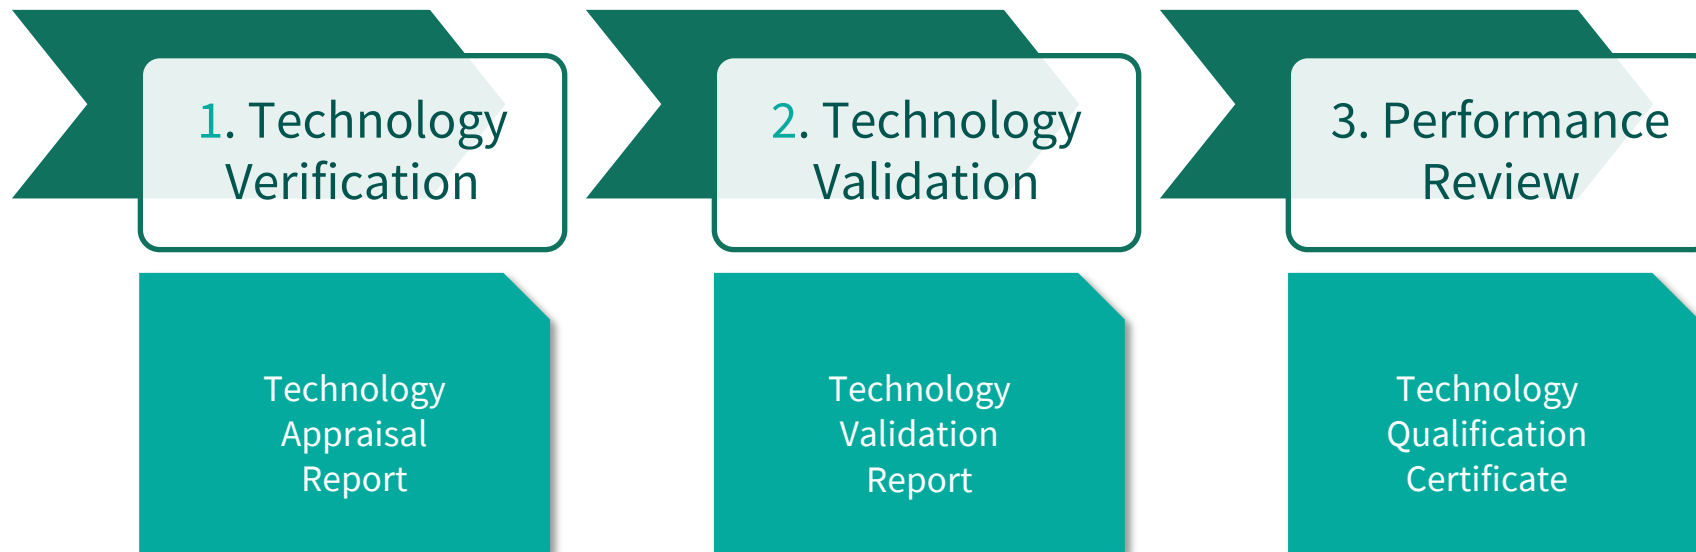 1. Technology
Verification
2. Technology
Validation
3. Performance
Review
Technology
Appraisal
Report
Technology
Validation
Report
Technology
Qualification
Certificate